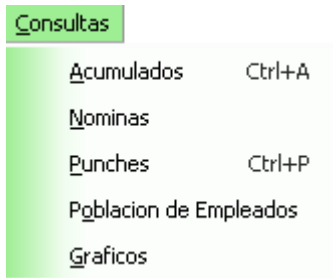 Consultas
Acumulados Ctrl+A
Nominas
Punches Ctrl+P
Poblacion de Empleados
Graficos